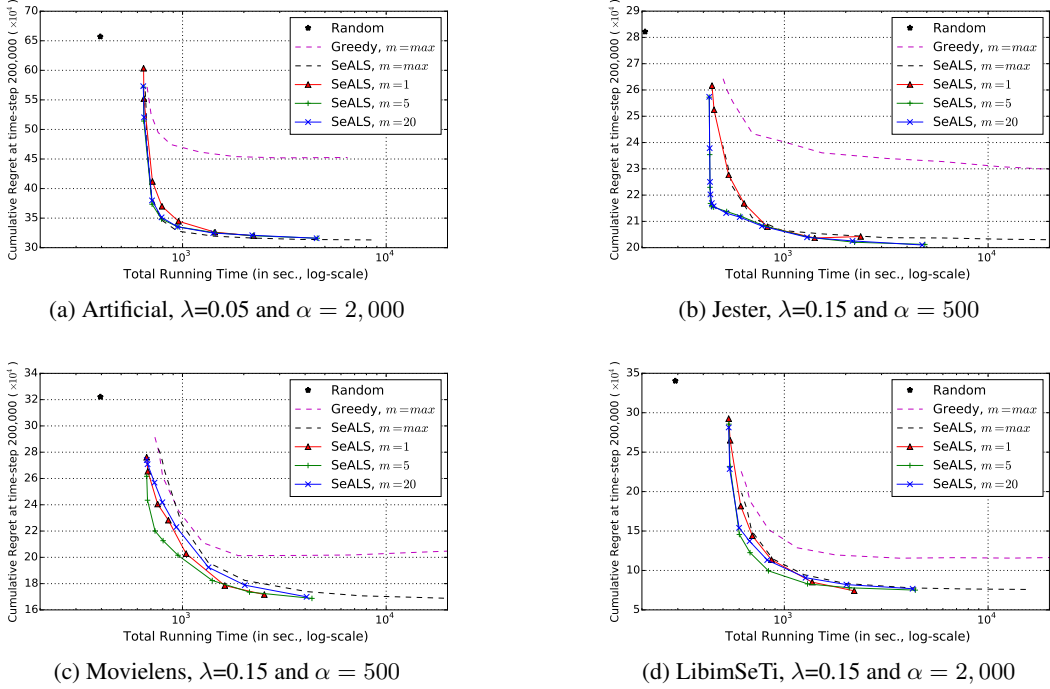 Cumulative Regret at time-step 200,000 ( ×10⁴ )
70
65
60
55
50
45
40
35
30
10³
10⁴
Total Running Time (in sec., log-scale)
Random
Greedy, m = max
SeALS, m = max
SeALS, m = 1
SeALS, m = 5
SeALS, m = 20
(a) Artificial, λ=0.05 and α = 2, 000
Cumulative Regret at time-step 200,000 ( ×10⁴ )
29
28
27
26
25
24
23
22
21
20
10³
10⁴
Total Running Time (in sec., log-scale)
Random
Greedy, m = max
SeALS, m = max
SeALS, m = 1
SeALS, m = 5
SeALS, m = 20
(b) Jester, λ=0.15 and α = 500
Cumulative Regret at time-step 200,000 ( ×10⁴ )
34
32
30
28
26
24
22
20
18
16
10³
10⁴
Total Running Time (in sec., log-scale)
Random
Greedy, m = max
SeALS, m = max
SeALS, m = 1
SeALS, m = 5
SeALS, m = 20
(c) Movielens, λ=0.15 and α = 500
Cumulative Regret at time-step 200,000 ( ×10⁴ )
35
30
25
20
15
10
5
10³
10⁴
Total Running Time (in sec., log-scale)
Random
Greedy, m = max
SeALS, m = max
SeALS, m = 1
SeALS, m = 5
SeALS, m = 20
(d) LibimSeTi, λ=0.15 and α = 2, 000